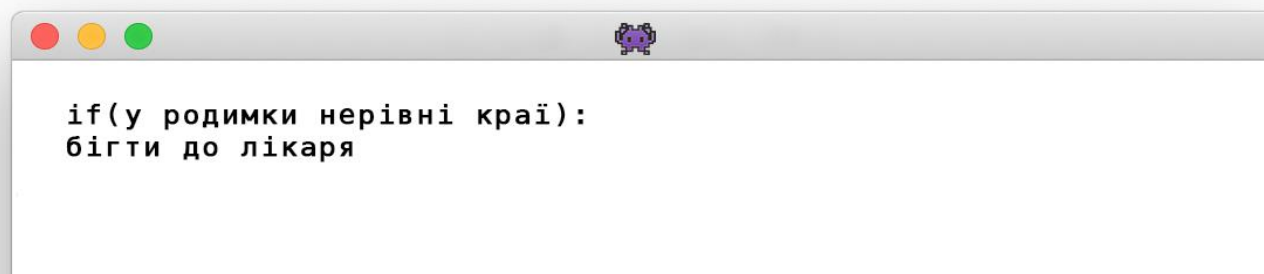 if(у родимки нерівні краї):
бігти до лікаря